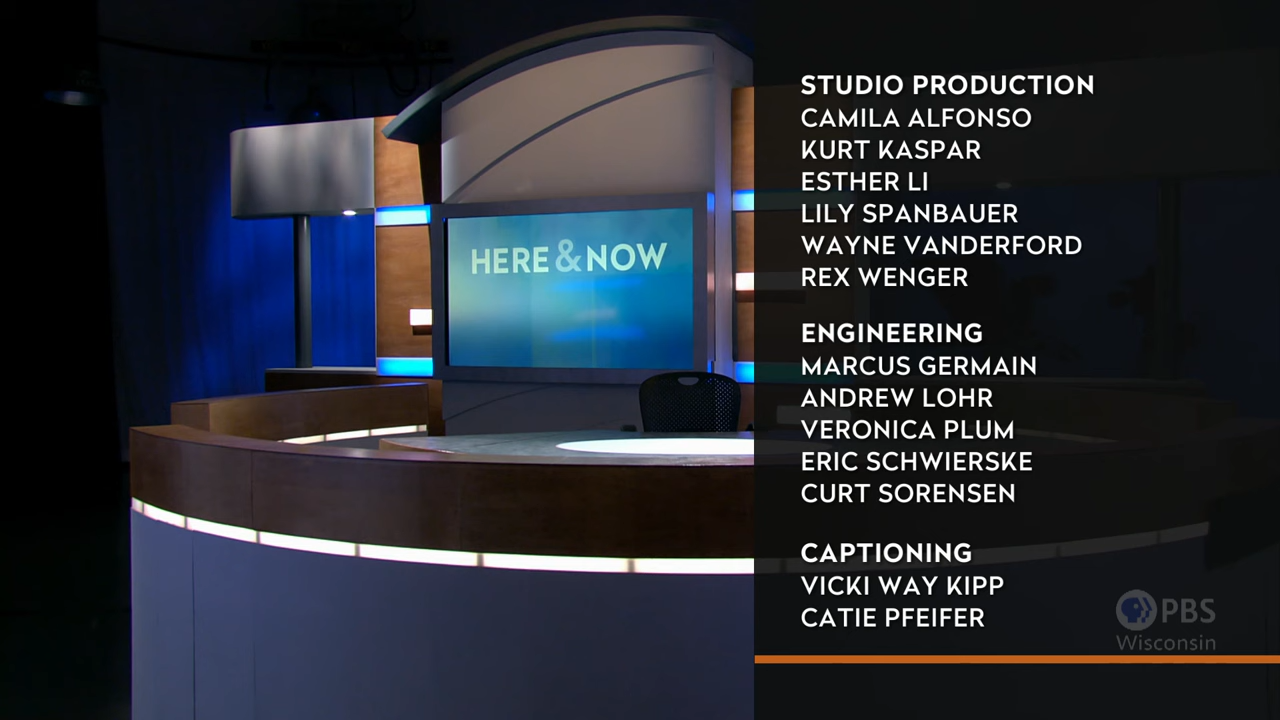 HERE & NOW
STUDIO PRODUCTION
CAMILA ALFONSO
KURT KASPAR
ESTHER LI
LILY SPANBAUER
WAYNE VANDERFORD
REX WENGER
ENGINEERING
MARCUS GERMAIN
ANDREW LOHR
VERONICA PLUM
ERIC SCHWIERSKE
CURT SORENSEN
CAPTIONING
VICKI WAY KIPP
CATIE PFEIFER
PBS
Wisconsin